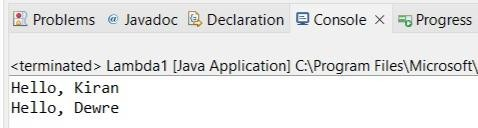 Problems @ Javadoc Declaration Console × Progress
<terminated> Lambda1 [Java Application] C:\Program Files\Microsoft\
Hello, Kiran
Hello, Dewre